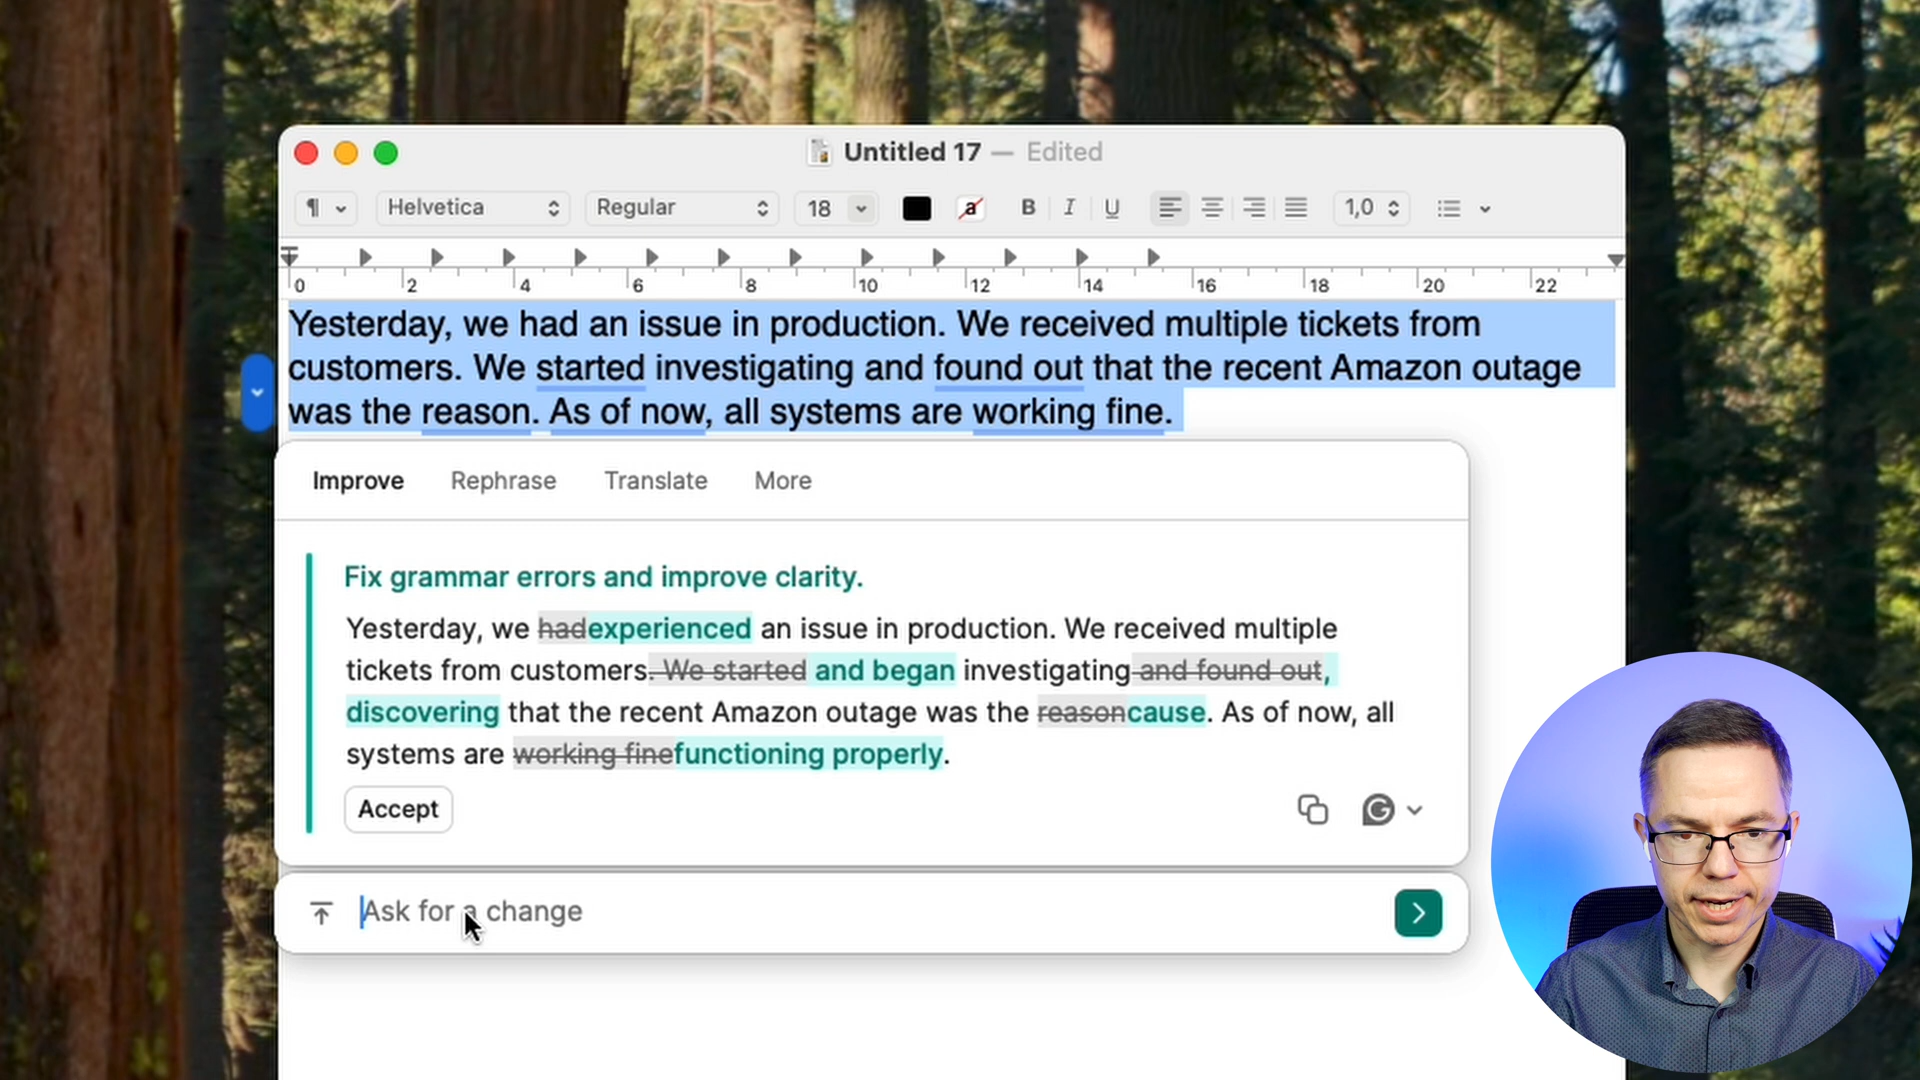 Untitled 17 — Edited
¶ Helvetica Regular 18 a B I U 1,0
0 2 4 6 8 10 12 14 16 18 20 22
Yesterday, we had an issue in production. We received multiple tickets from
customers. We started investigating and found out that the recent Amazon outage
was the reason. As of now, all systems are working fine.
Improve Rephrase Translate More
Fix grammar errors and improve clarity.
Yesterday, we hadexperienced an issue in production. We received multiple
tickets from customers. We started and began investigating and found out,
discovering that the recent Amazon outage was the reasoncause. As of now, all
systems are working finefunctioning properly.
Accept
G
Ask for a change